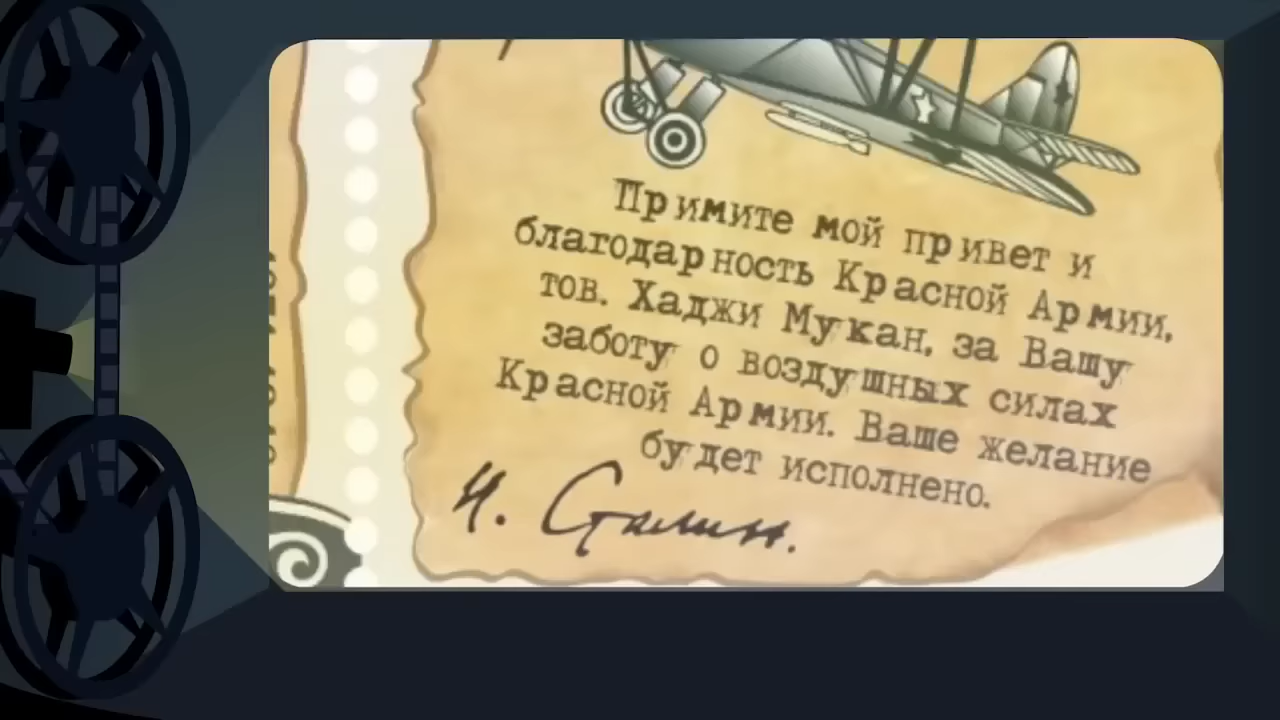 Примите мой привет и
благодарность Красной Армии,
тов. Хаджи Мукан, за Вашу
заботу о воздушных силах
Красной Армии. Ваше желание
будет исполнено.
И. Сталин.